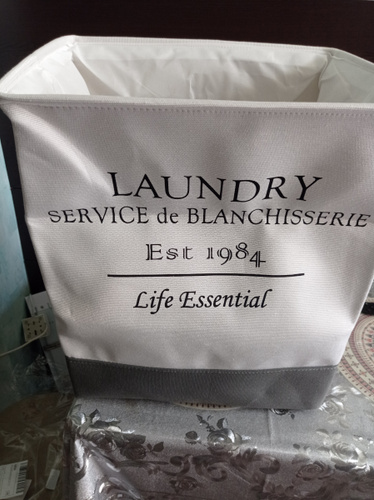 LAUNDRY
SERVICE de BLANCHISSERIE
Est 1984
Life Essential